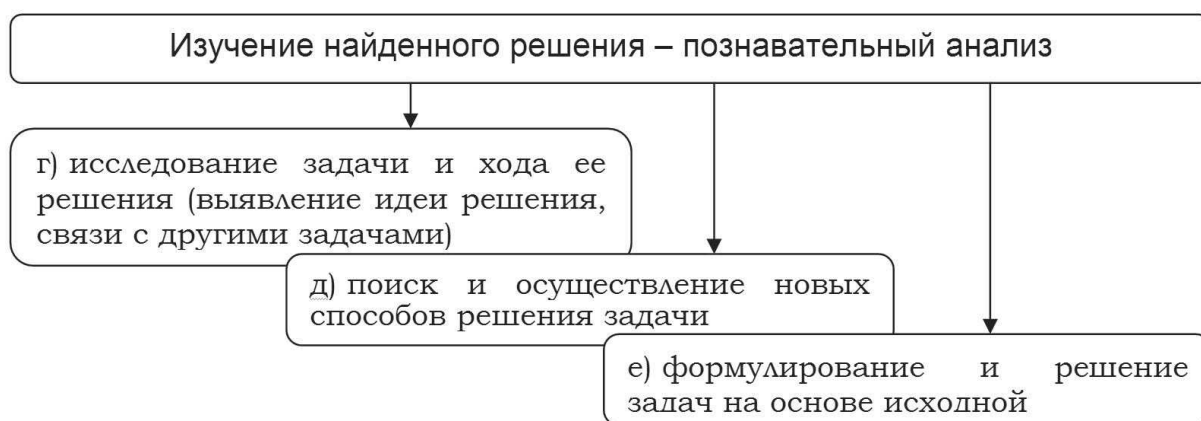 Изучение найденного решения – познавательный анализ
г) исследование задачи и хода ее
решения (выявление идеи решения,
связи с другими задачами)
д) поиск и осуществление новых
способов решения задачи
е) формулирование и решение
задач на основе исходной